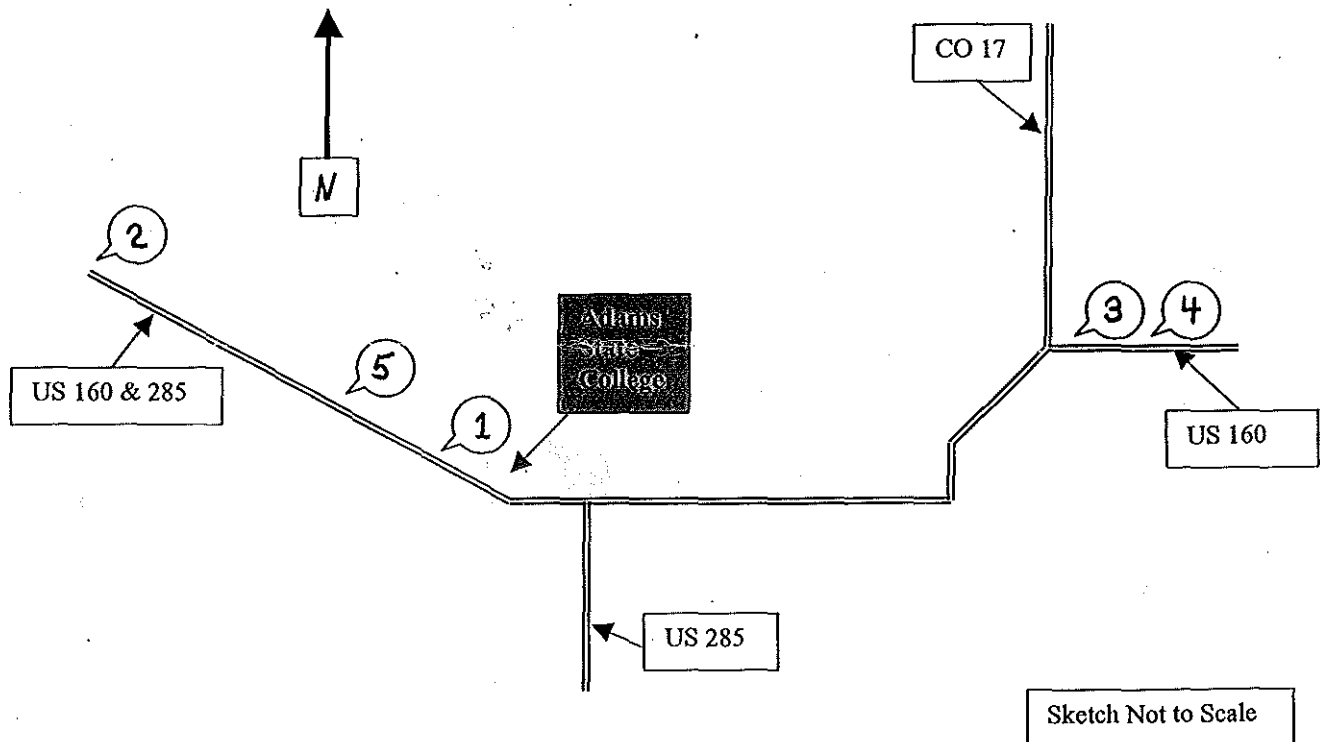 CO 17
N
2
Adams
State
College
3
4
5
US 160 & 285
1
US 160
US 285
Sketch Not to Scale